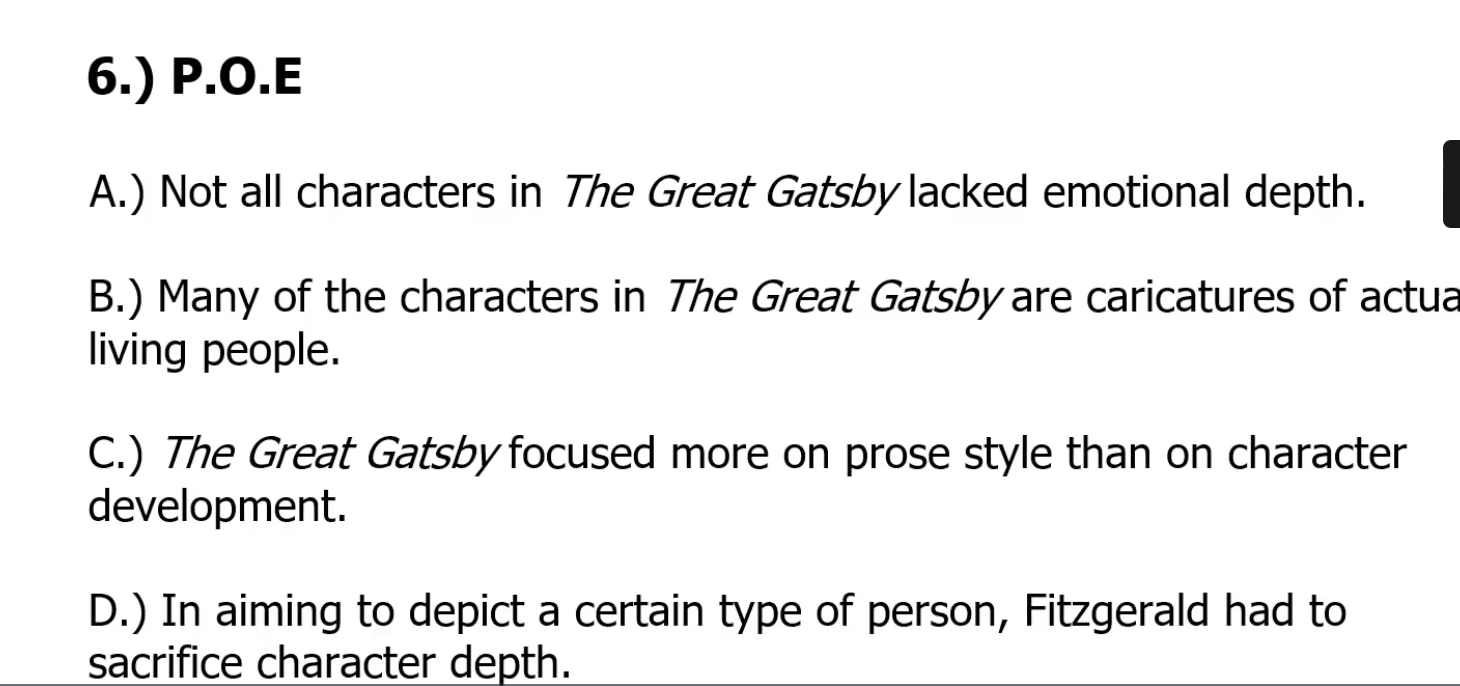 6.) P.O.E
A.) Not all characters in The Great Gatsby lacked emotional depth.
B.) Many of the characters in The Great Gatsby are caricatures of actua
living people.
C.) The Great Gatsby focused more on prose style than on character
development.
D.) In aiming to depict a certain type of person, Fitzgerald had to
sacrifice character depth.